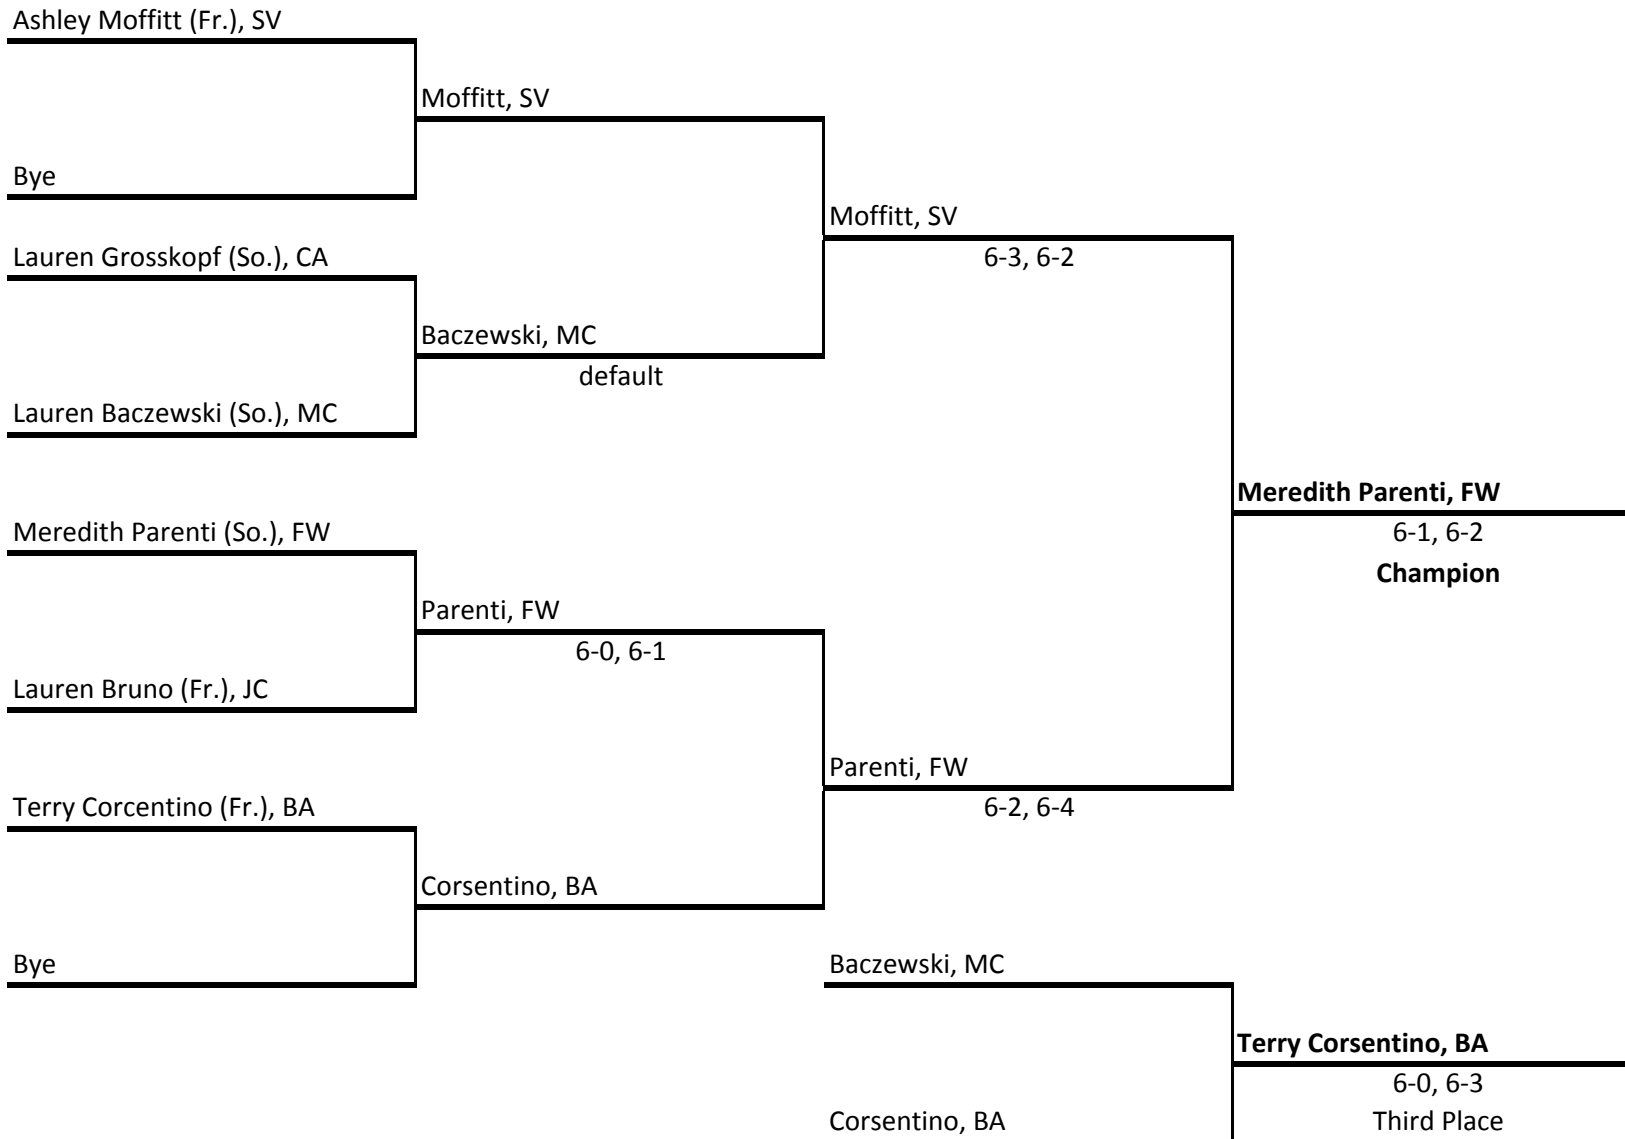 Ashley Moffitt (Fr.), SV
Moffitt, SV
Bye
Moffitt, SV
6-3, 6-2
Lauren Grosskopf (So.), CA
Baczewski, MC
default
Lauren Baczewski (So.), MC
Meredith Parenti, FW
6-1, 6-2
Champion
Meredith Parenti (So.), FW
Parenti, FW
6-0, 6-1
Lauren Bruno (Fr.), JC
Parenti, FW
6-2, 6-4
Terry Corcentino (Fr.), BA
Corsentino, BA
Bye
Baczewski, MC
Terry Corsentino, BA
6-0, 6-3
Third Place
Corsentino, BA